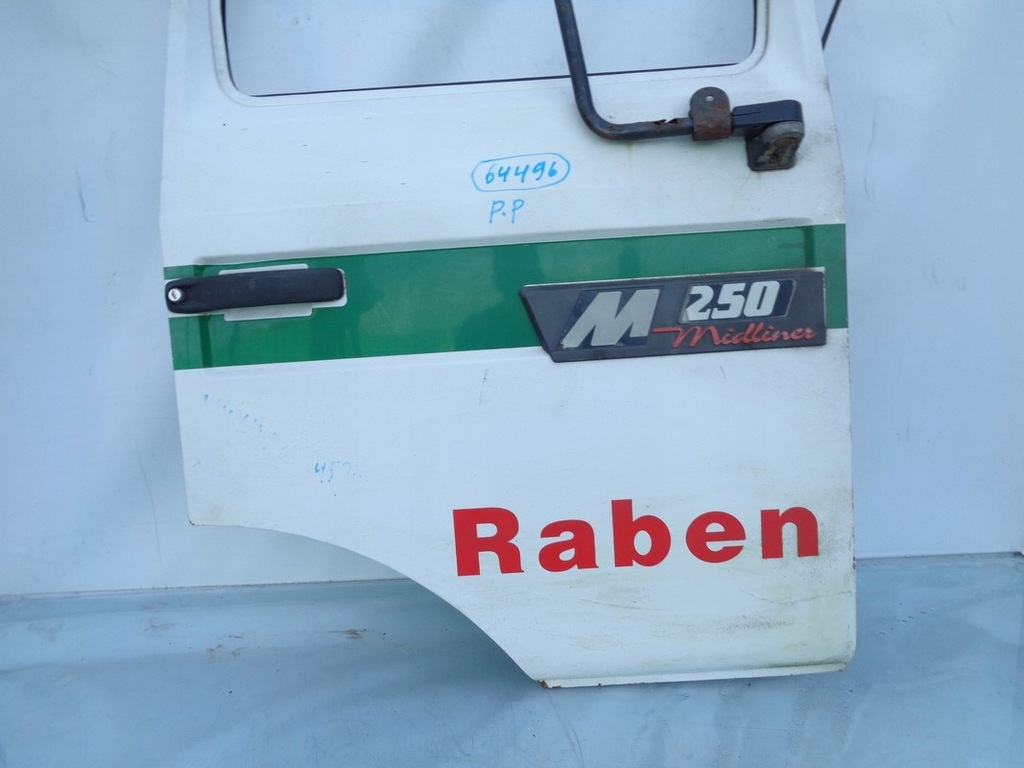 64496
P.P
M 250
Midliner
Raben